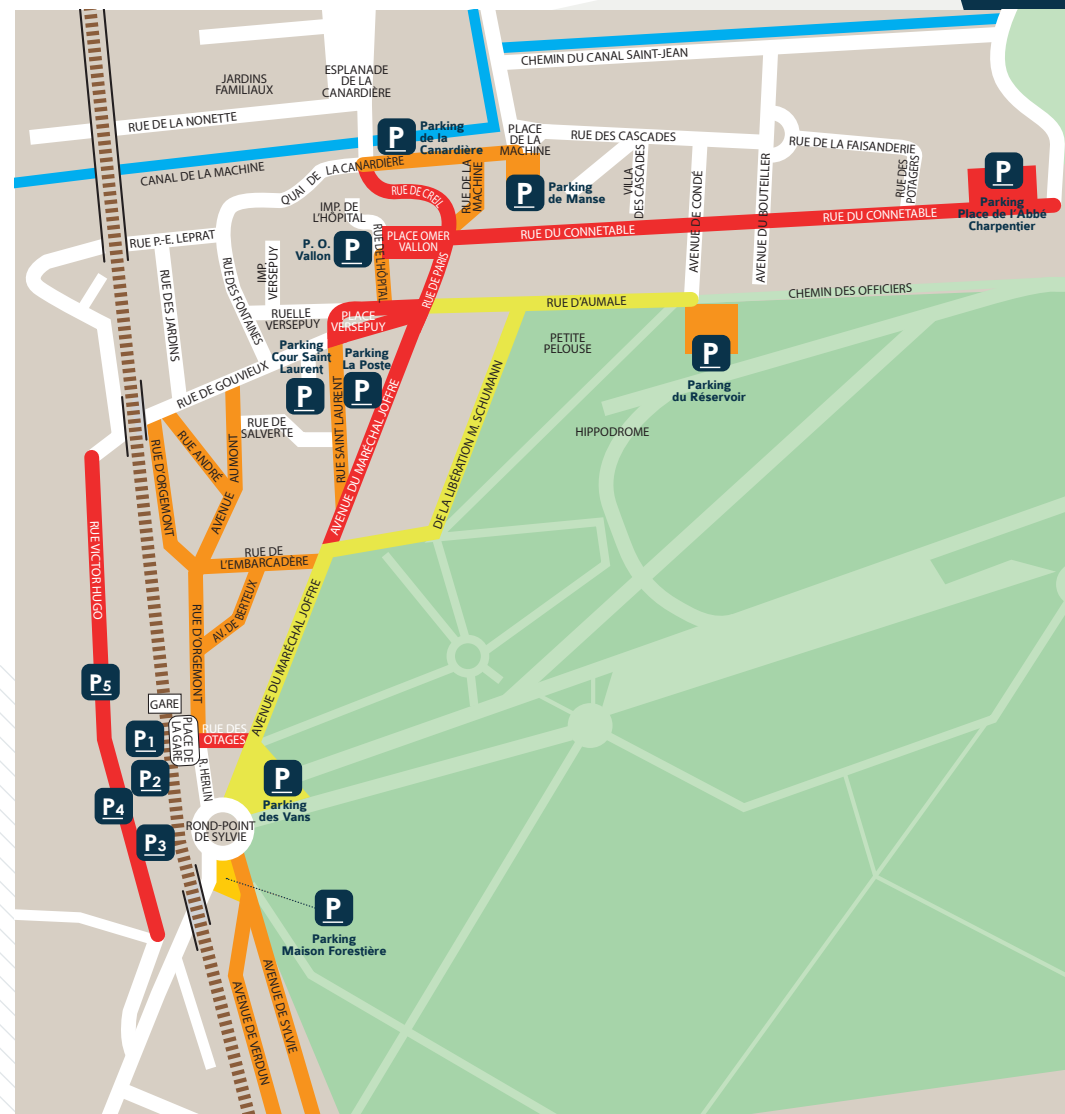 CHEMIN DU CANAL SAINT-JEAN
JARDINS
FAMILIAUX
ESPLANADE
DE LA
CANARDIÈRE
RUE DE LA NONETTE
P
Parking
de la
Canardière
PLACE
DE LA
MACHINE
RUE DES CASCADES
RUE DE LA FAISANDERIE
CANAL DE LA MACHINE
QUAI DE LA CANARDIÈRE
RUE DE CREIL
RUE DE LA
MACHINE
P
Parking
de Manse
VILLA
DES CASCADES
AVENUE DE CONDÉ
AVENUE DU BOUTEILLER
RUE DES
POTAGERS
P
Parking
Place de l'Abbé
Charpentier
IMP. DE
L'HÔPITAL
RUE P.-E. LEPRAT
P. O.
Vallon
P
RUE DE L'HÔPITAL
PLACE OMER
VALLON
RUE DU CONNETABLE
RUE DU CONNETABLE
RUE DE PARIS
RUE DES JARDINS
RUE DES FONTAINES
IMP.
VERSEPUY
RUELLE
VERSEPUY
PLACE
VERSEPUY
RUE D'AUMALE
CHEMIN DES OFFICIERS
PETITE
PELOUSE
Parking
Cour Saint
Laurent
P
Parking
La Poste
P
P
Parking
du Réservoir
RUE DE GOUVIEUX
RUE DE
SALVERTE
RUE SAINT LAURENT
AVENUE DU MARÉCHAL JOFFRE
DE LA LIBÉRATION M. SCHUMANN
HIPPODROME
RUE D'ORGEMONT
RUE ANDRÉ
AVENUE
AUMONT
RUE VICTOR HUGO
RUE DE
L'EMBARCADÈRE
AV. DE BERTEUX
RUE D'ORGEMONT
AVENUE DU MARÉCHAL JOFFRE
P5
GARE
P1
PLACE DE
LA GARE
RUE DES
OTAGES
P2
R. HERLIN
P
Parking
des Vans
P4
P3
ROND-POINT
DE SYLVIE
P
Parking
Maison Forestière
AVENUE DE VERDUN
AVENUE DE SYLVIE